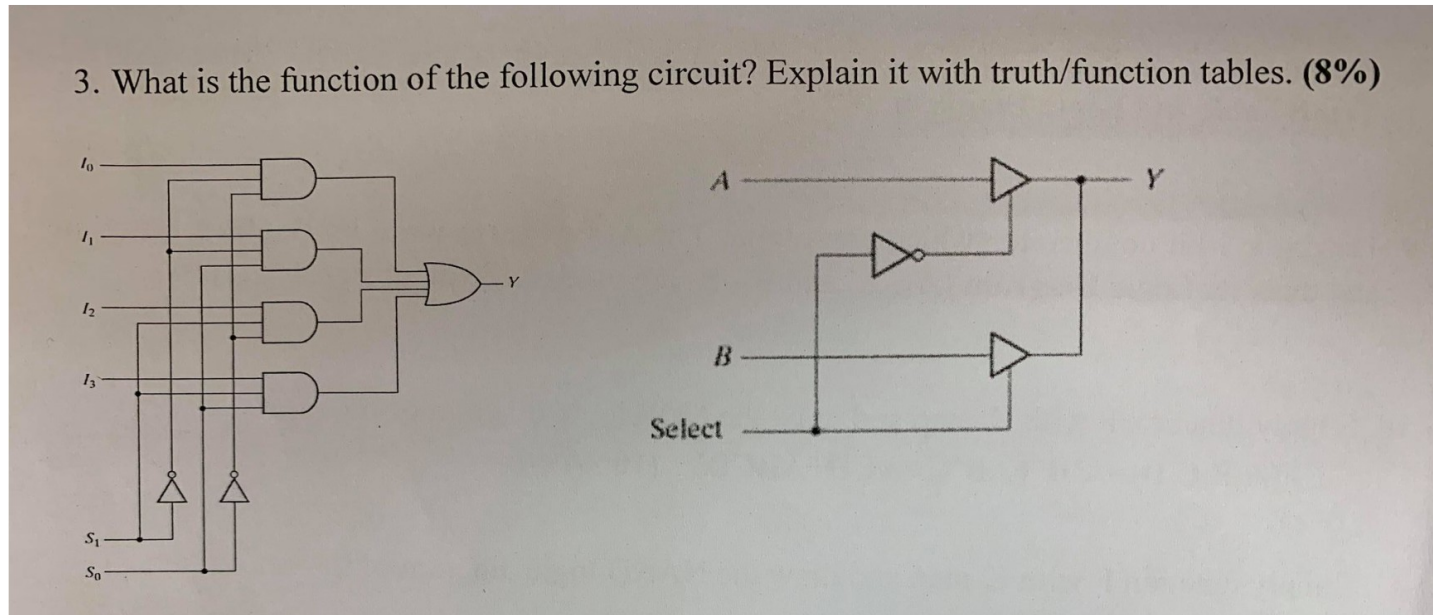 3. What is the function of the following circuit? Explain it with truth/function tables. (8%)
I0
I1
I2
I3
S1
S0
Y
A
B
Select
Y